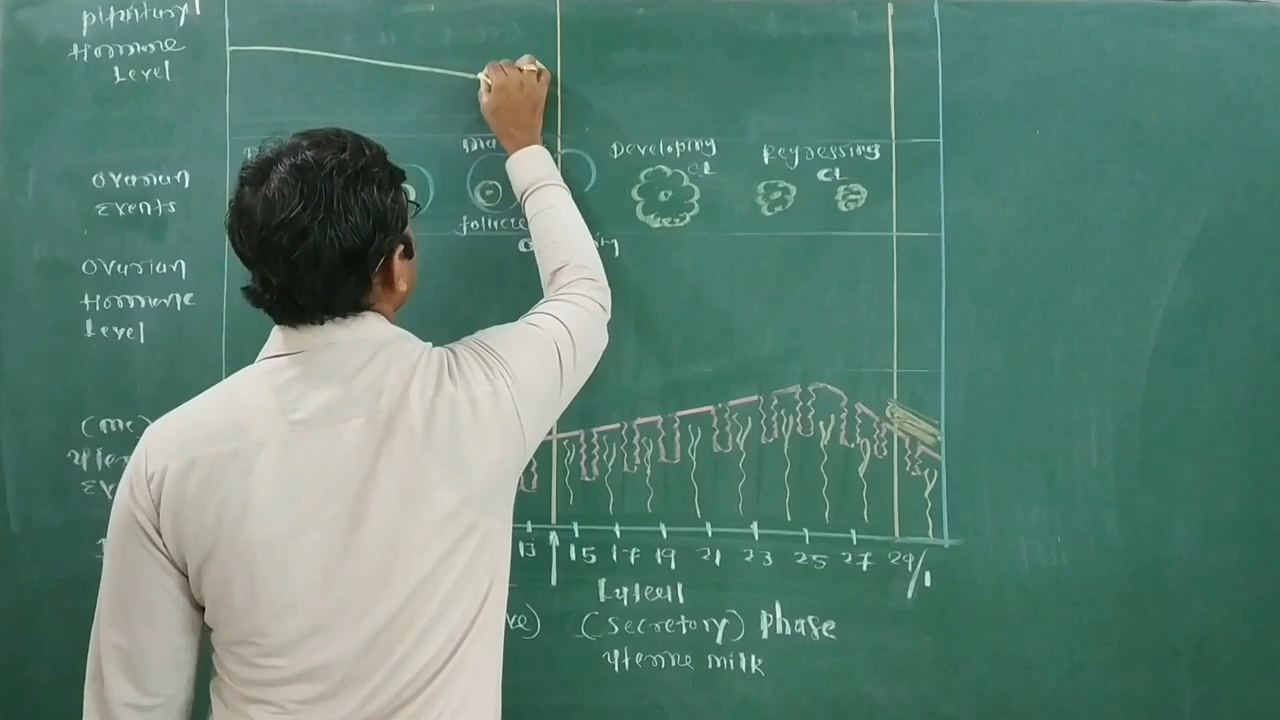 pituitary
Hormone
Level
Developing
CL
Regressing
CL
Ovarian
Events
follicle
Ovarian
Hormone
Level
13 15 17 19 21 23 25 27 29/1
Luteal
(Secretory) phase
uterine milk